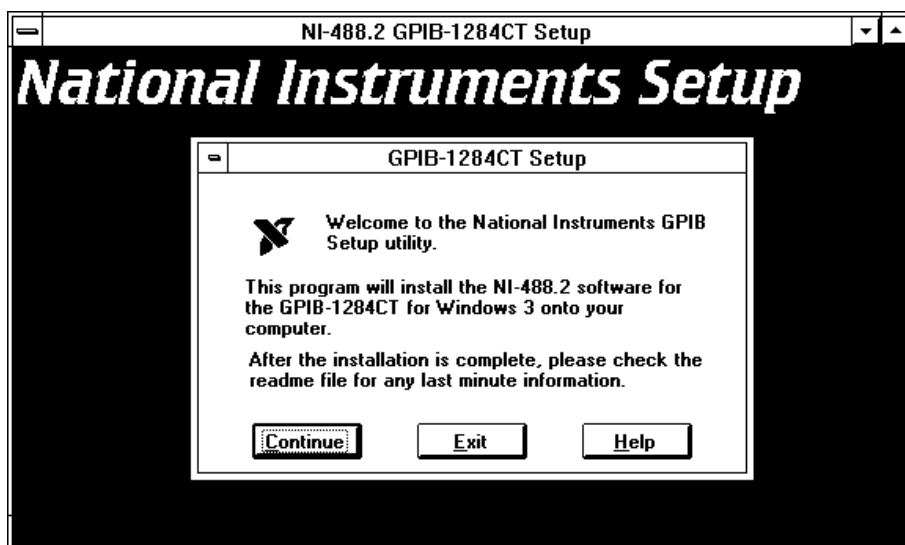 NI-488.2 GPIB-1284CT Setup
National Instruments Setup
GPIB-1284CT Setup
Welcome to the National Instruments GPIB
Setup utility.
This program will install the NI-488.2 software for
the GPIB-1284CT for Windows 3 onto your
computer.
After the installation is complete, please check the
readme file for any last minute information.
Continue Exit Help